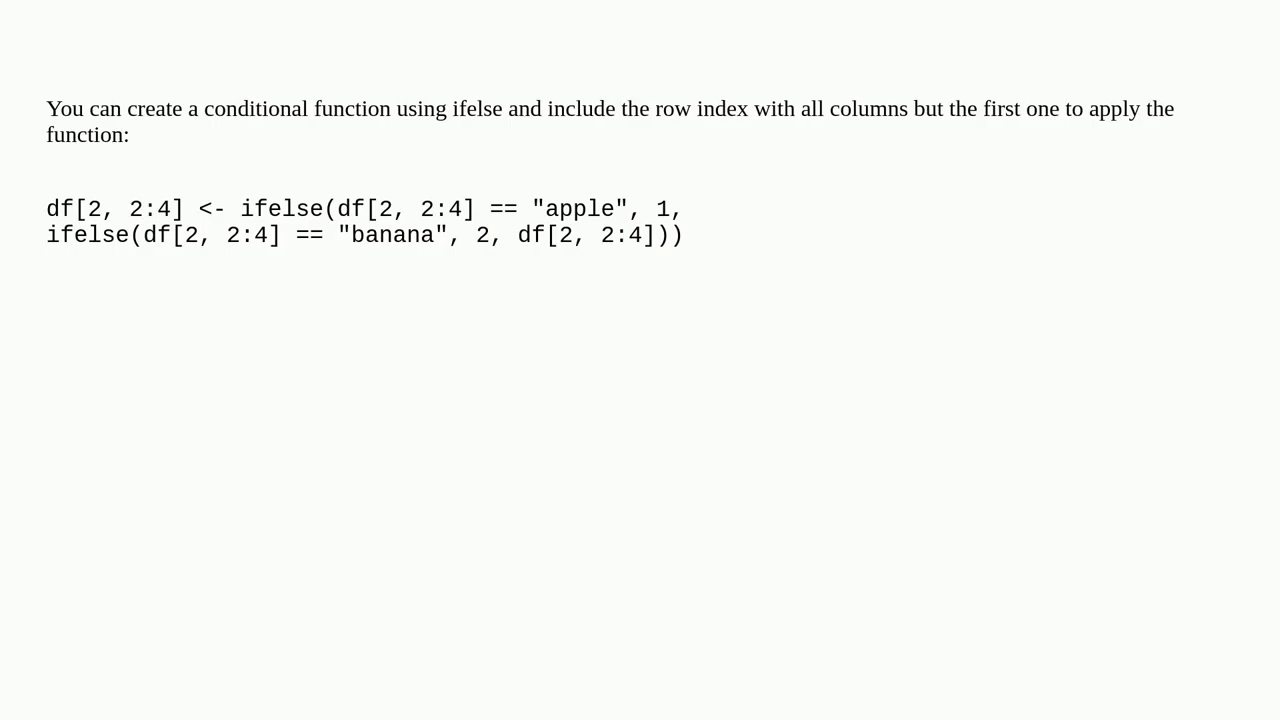 You can create a conditional function using ifelse and include the row index with all columns but the first one to apply the
function:
df[2, 2:4] <- ifelse(df[2, 2:4] == "apple", 1,
ifelse(df[2, 2:4] == "banana", 2, df[2, 2:4]))